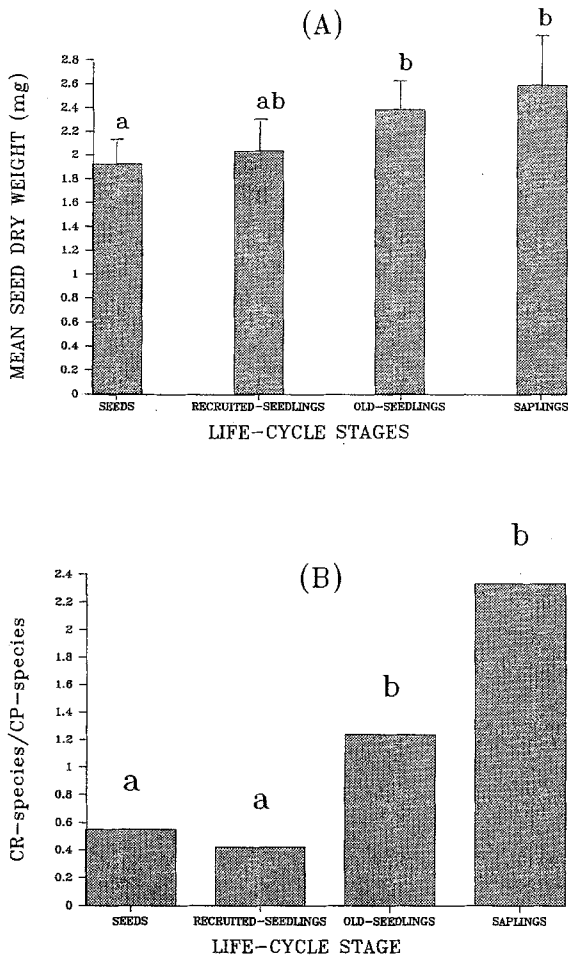 (A)
MEAN SEED DRY WEIGHT (mg)
2.8
2.6
2.4
2.2
2
1.8
1.6
1.4
1.2
1
0.8
0.6
0.4
0.2
0
a
ab
b
b
SEEDS RECRUITED-SEEDLINGS OLD-SEEDLINGS SAPLINGS
LIFE-CYCLE STAGES
(B)
CR-species/CP-species
2.4
2.2
2
1.8
1.6
1.4
1.2
1
0.8
0.6
0.4
0.2
0
a
a
b
b
SEEDS RECRUITED-SEEDLINGS OLD-SEEDLINGS SAPLINGS
LIFE-CYCLE STAGE